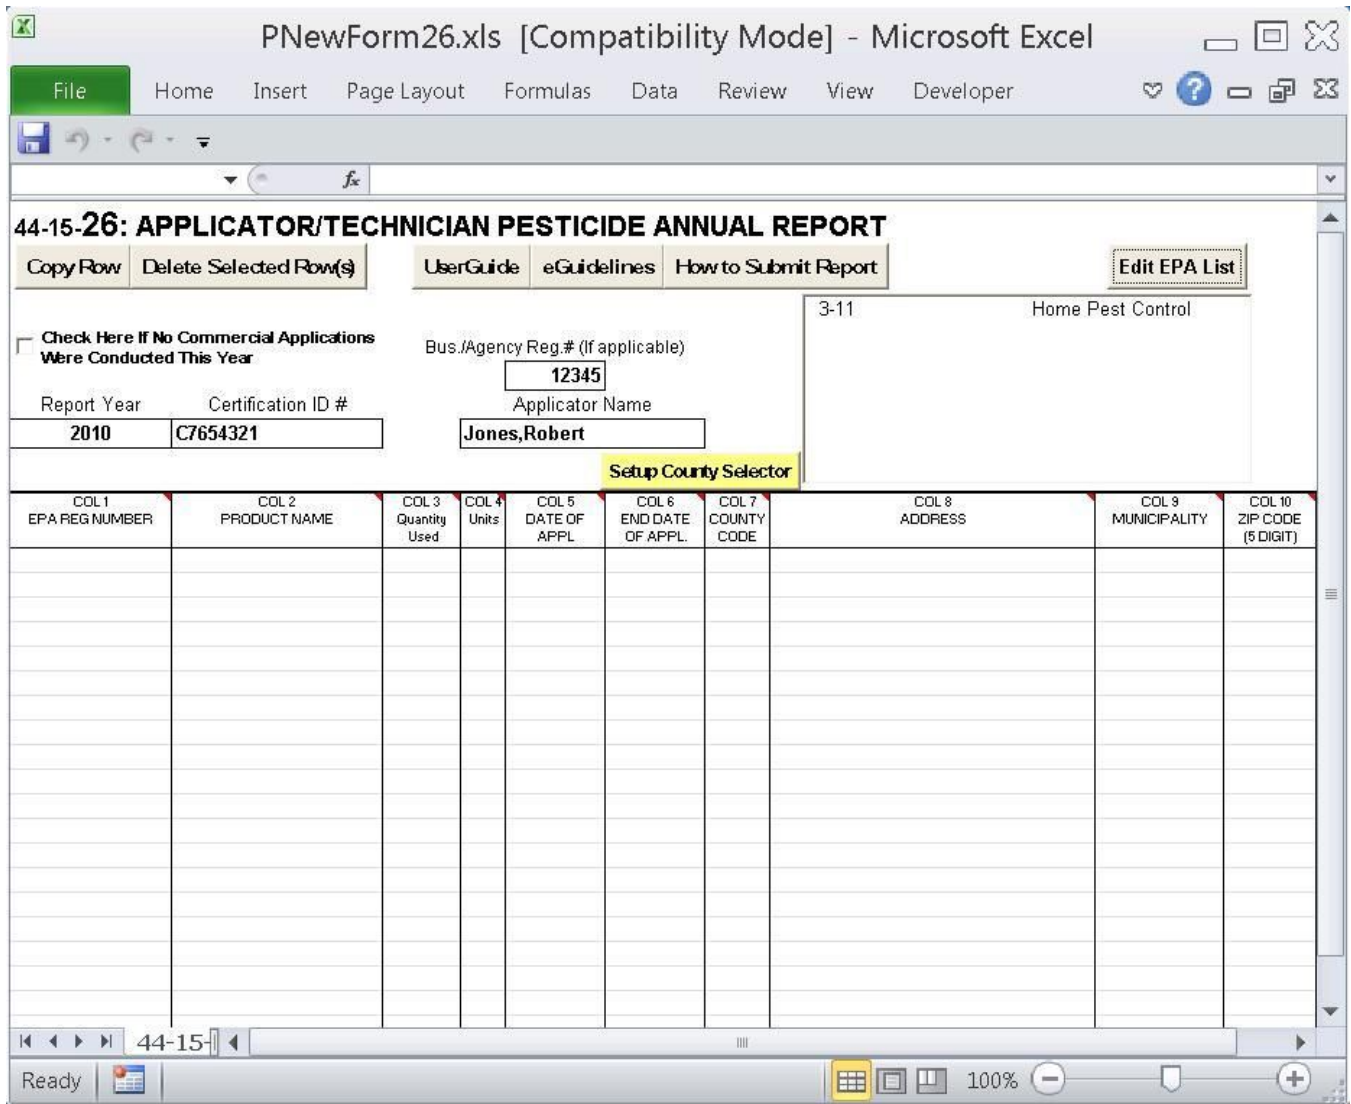 PNewForm26.xls [Compatibility Mode] - Microsoft Excel
File Home Insert Page Layout Formulas Data Review View Developer
fx
44-15-26: APPLICATOR/TECHNICIAN PESTICIDE ANNUAL REPORT
Copy Row Delete Selected Row(s) UserGuide eGuidelines How to Submit Report Edit EPA List
3-11 Home Pest Control
Check Here If No Commercial Applications
Were Conducted This Year
Bus./Agency Reg.# (If applicable)
12345
Report Year Certification ID # Applicator Name
2010 C7654321 Jones,Robert
Setup County Selector
COL 1 COL 2 COL 3 COL 4 COL 5 COL 6 COL 7 COL 8 COL 9 COL 10
EPA REG NUMBER PRODUCT NAME Quantity Units DATE OF END DATE COUNTY ADDRESS MUNICIPALITY ZIP CODE
Used APPL OF APPL. CODE (5 DIGIT)
44-15-
Ready 100%